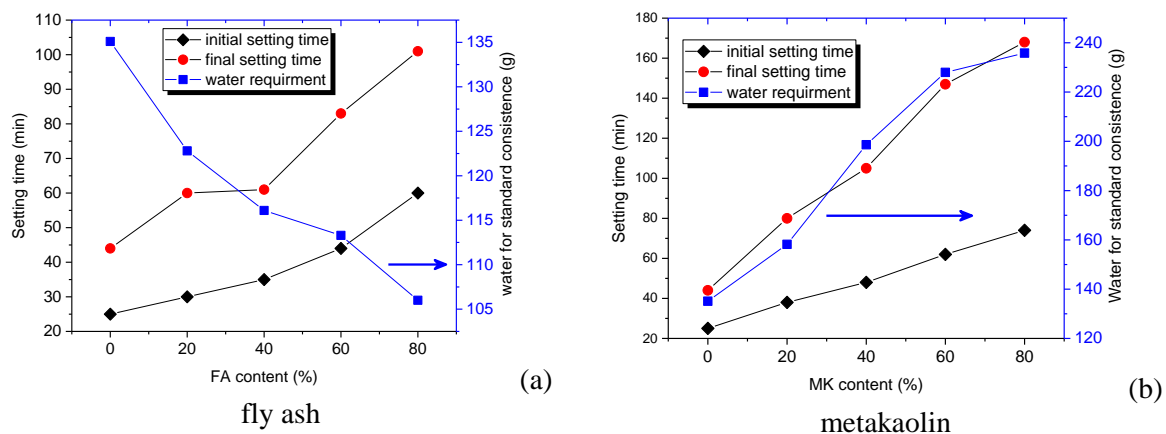 110
100
90
80
70
60
50
40
30
20
Setting time (min)
initial setting time
final setting time
water requirment
135
130
125
120
115
110
105
water for standard consistence (g)
0 20 40 60 80
FA content (%)
(a)
fly ash
180
160
140
120
100
80
60
40
20
Setting time (min)
initial setting time
final setting time
water requirment
240
220
200
180
160
140
120
Water for standard consistence (g)
0 20 40 60 80
MK content (%)
(b)
metakaolin